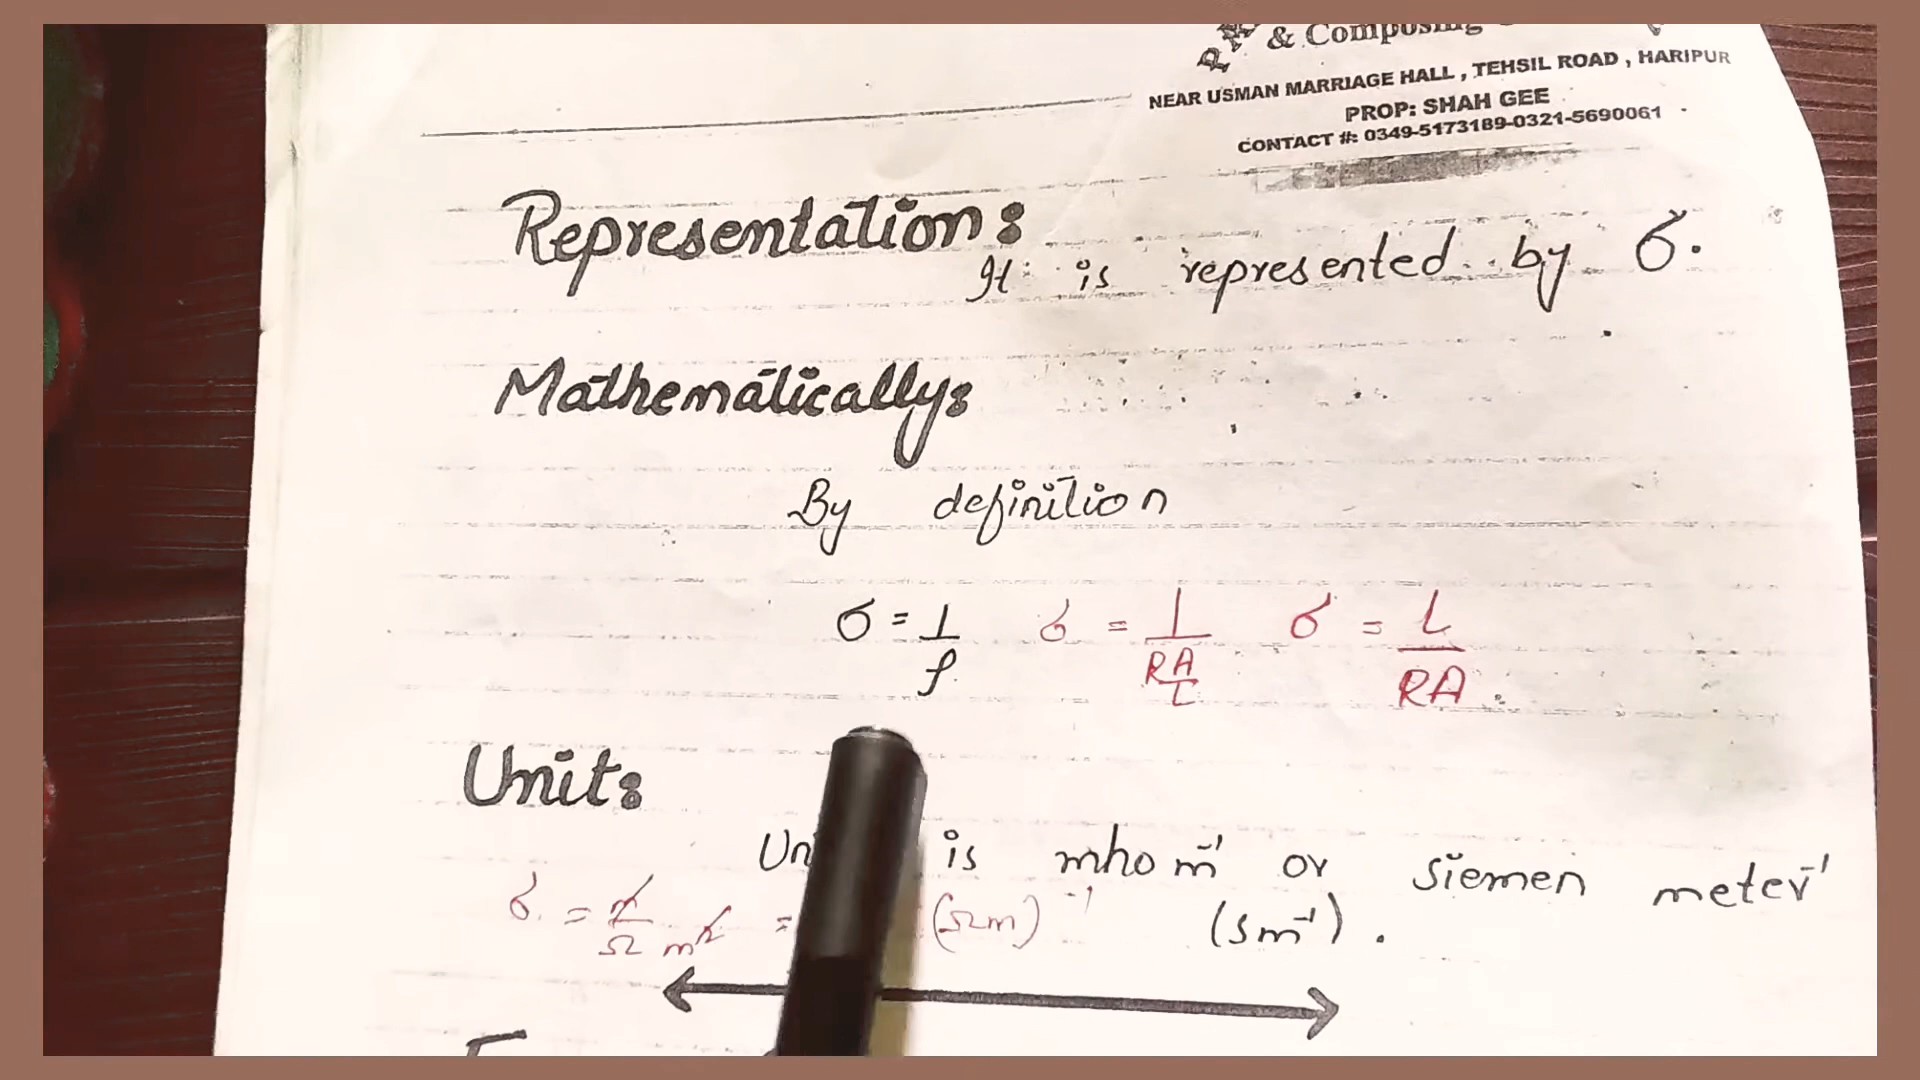 & Composing
NEAR USMAN MARRIAGE HALL , TEHSIL ROAD , HARIPUR
PROP: SHAH GEE
CONTACT #: 0349-5173189-0321-5690061
Representation:
It is represented by σ.
Mathematically:
By definition
σ = 1/ρ σ = 1/(RA/L) σ = L/RA
Unit:
is mho m⁻¹ or Siemen meter⁻¹
σ = m/Ω m² = (Ωm)⁻¹ (Sm⁻¹).